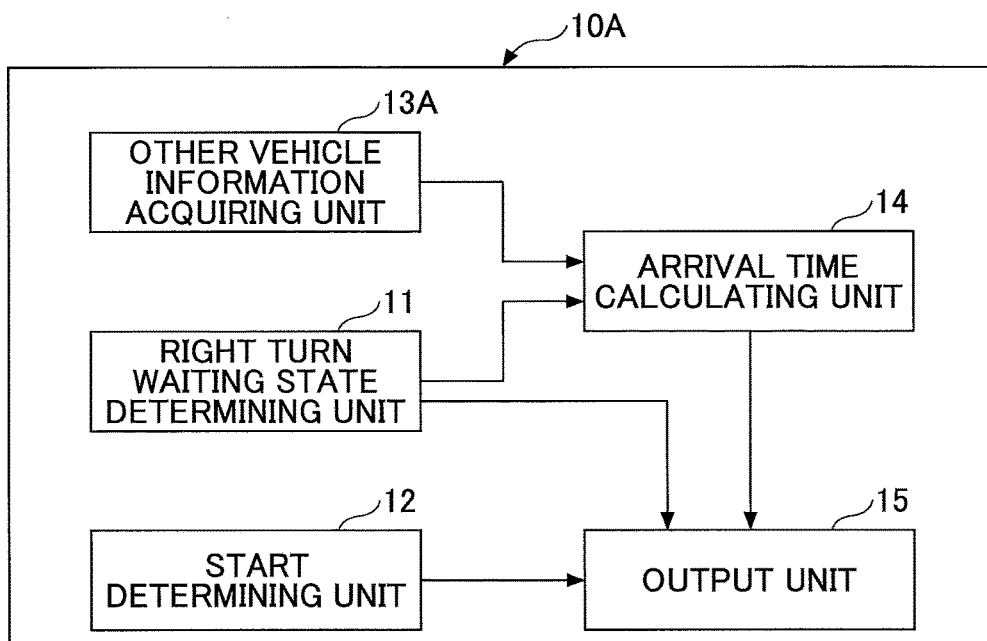 10A
13A
OTHER VEHICLE
INFORMATION
ACQUIRING UNIT
14
ARRIVAL TIME
CALCULATING UNIT
11
RIGHT TURN
WAITING STATE
DETERMINING UNIT
12
START
DETERMINING UNIT
15
OUTPUT UNIT